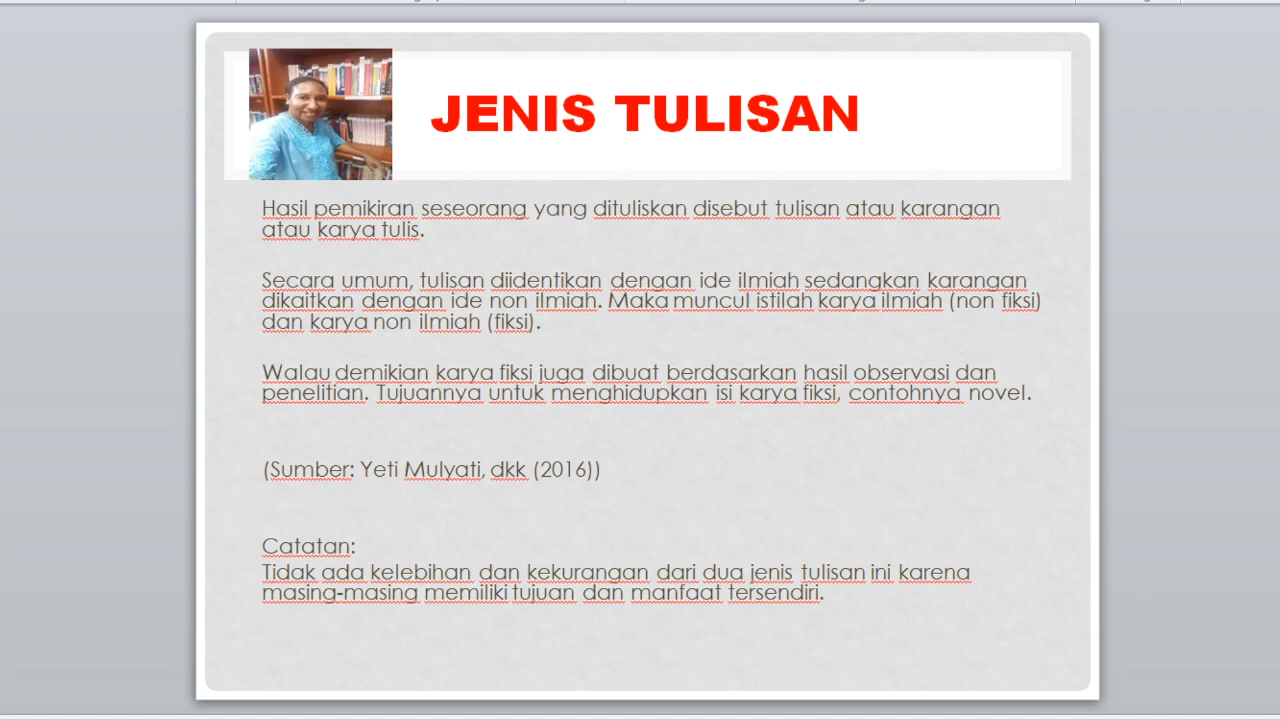 JENIS TULISAN
Hasil pemikiran seseorang yang dituliskan disebut tulisan atau karangan
atau karya tulis.
Secara umum, tulisan diidentikan dengan ide ilmiah sedangkan karangan
dikaitkan dengan ide non ilmiah. Maka muncul istilah karya ilmiah (non fiksi)
dan karya non ilmiah (fiksi).
Walau demikian karya fiksi juga dibuat berdasarkan hasil observasi dan
penelitian. Tujuannya untuk menghidupkan isi karya fiksi, contohnya novel.
(Sumber: Yeti Mulyati, dkk (2016))
Catatan:
Tidak ada kelebihan dan kekurangan dari dua jenis tulisan ini karena
masing-masing memiliki tujuan dan manfaat tersendiri.